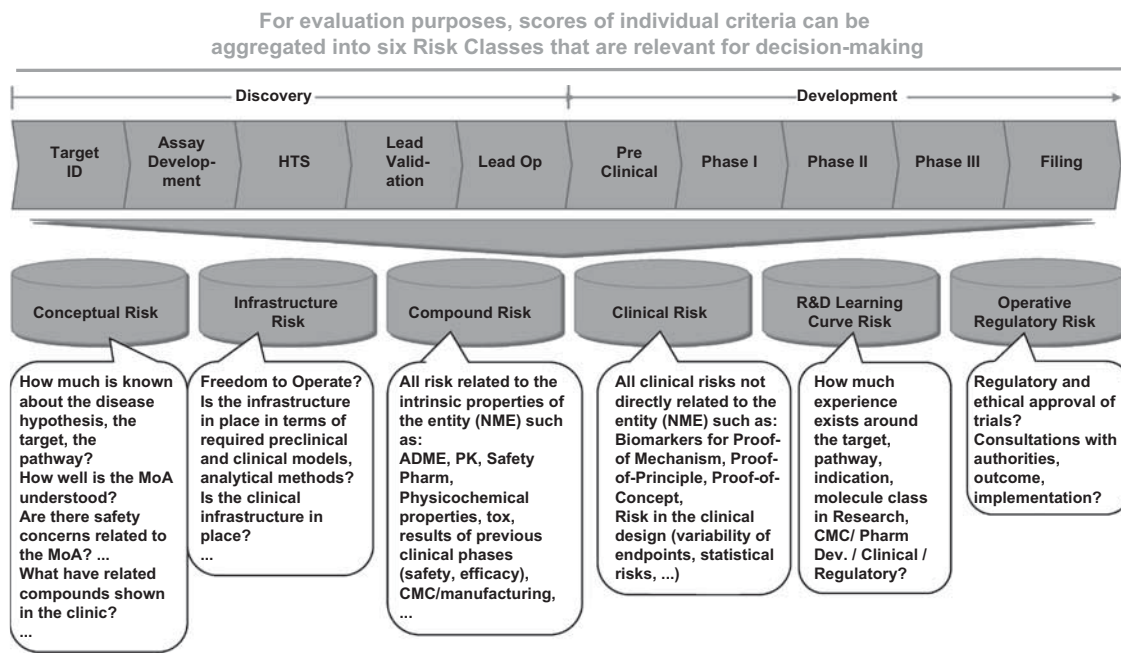 For evaluation purposes, scores of individual criteria can be
aggregated into six Risk Classes that are relevant for decision-making
Discovery
Development
Target
ID
Assay
Develop-
ment
HTS
Lead
Valid-
ation
Lead Op
Pre
Clinical
Phase I
Phase II
Phase III
Filing
Conceptual Risk
Infrastructure
Risk
Compound Risk
Clinical Risk
R&D Learning
Curve Risk
Operative
Regulatory Risk
How much is known
about the disease
hypothesis, the
target, the
pathway?
How well is the MoA
understood?
Are there safety
concerns related to
the MoA? ...
What have related
compounds shown
in the clinic?
...
Freedom to Operate?
Is the infrastructure
in place in terms of
required preclinical
and clinical models,
analytical methods?
Is the clinical
infrastructure in
place?
...
All risk related to the
intrinsic properties
of the entity (NME) such
as:
ADME, PK, Safety
Pharm,
Physicochemical
properties, tox,
results of previous
clinical phases
(safety, efficacy),
CMC/manufacturing,
...
All clinical risks not
directly related to the
entity (NME) such as:
Biomarkers for Proof-
of Mechanism, Proof-
of-Principle, Proof-of-
Concept,
Risk in the clinical
design (variability of
endpoints, statistical
risks, ...)
How much
experience
exists around
the target,
pathway,
indication,
molecule class
in Research,
CMC/ Pharm
Dev. / Clinical /
Regulatory?
Regulatory and
ethical approval of
trials?
Consultations with
authorities,
outcome,
implementation?